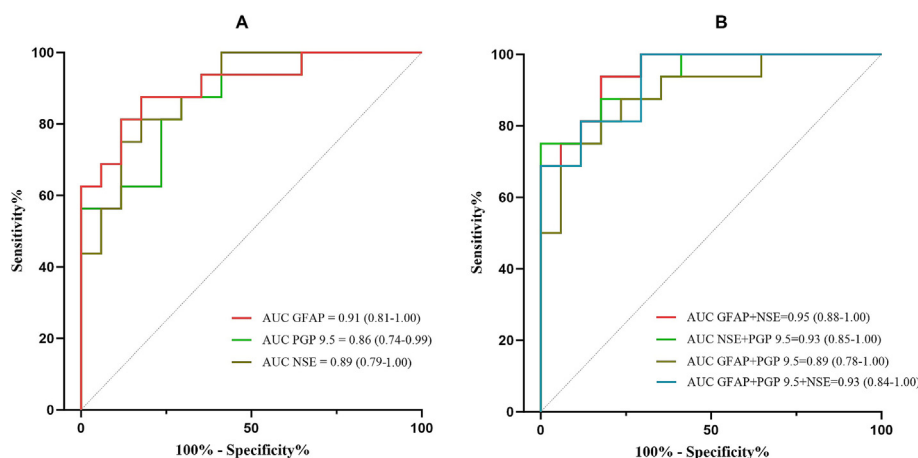 A
100
80
60
40
20
0
Sensitivity%
AUC GFAP = 0.91 (0.81-1.00)
AUC PGP 9.5 = 0.86 (0.74-0.99)
AUC NSE = 0.89 (0.79-1.00)
0
50
100
100% - Specificity%
B
100
80
60
40
20
0
Sensitivity%
AUC GFAP+NSE=0.95 (0.88-1.00)
AUC NSE+PGP 9.5=0.93 (0.85-1.00)
AUC GFAP+PGP 9.5=0.89 (0.78-1.00)
AUC GFAP+PGP 9.5+NSE=0.93 (0.84-1.00)
0
50
100
100% - Specificity%